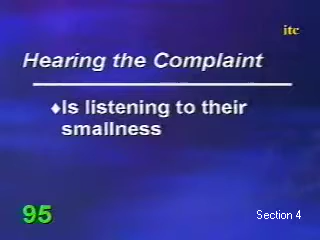 itc
Hearing the Complaint
♦Is listening to their
smallness
95
Section 4